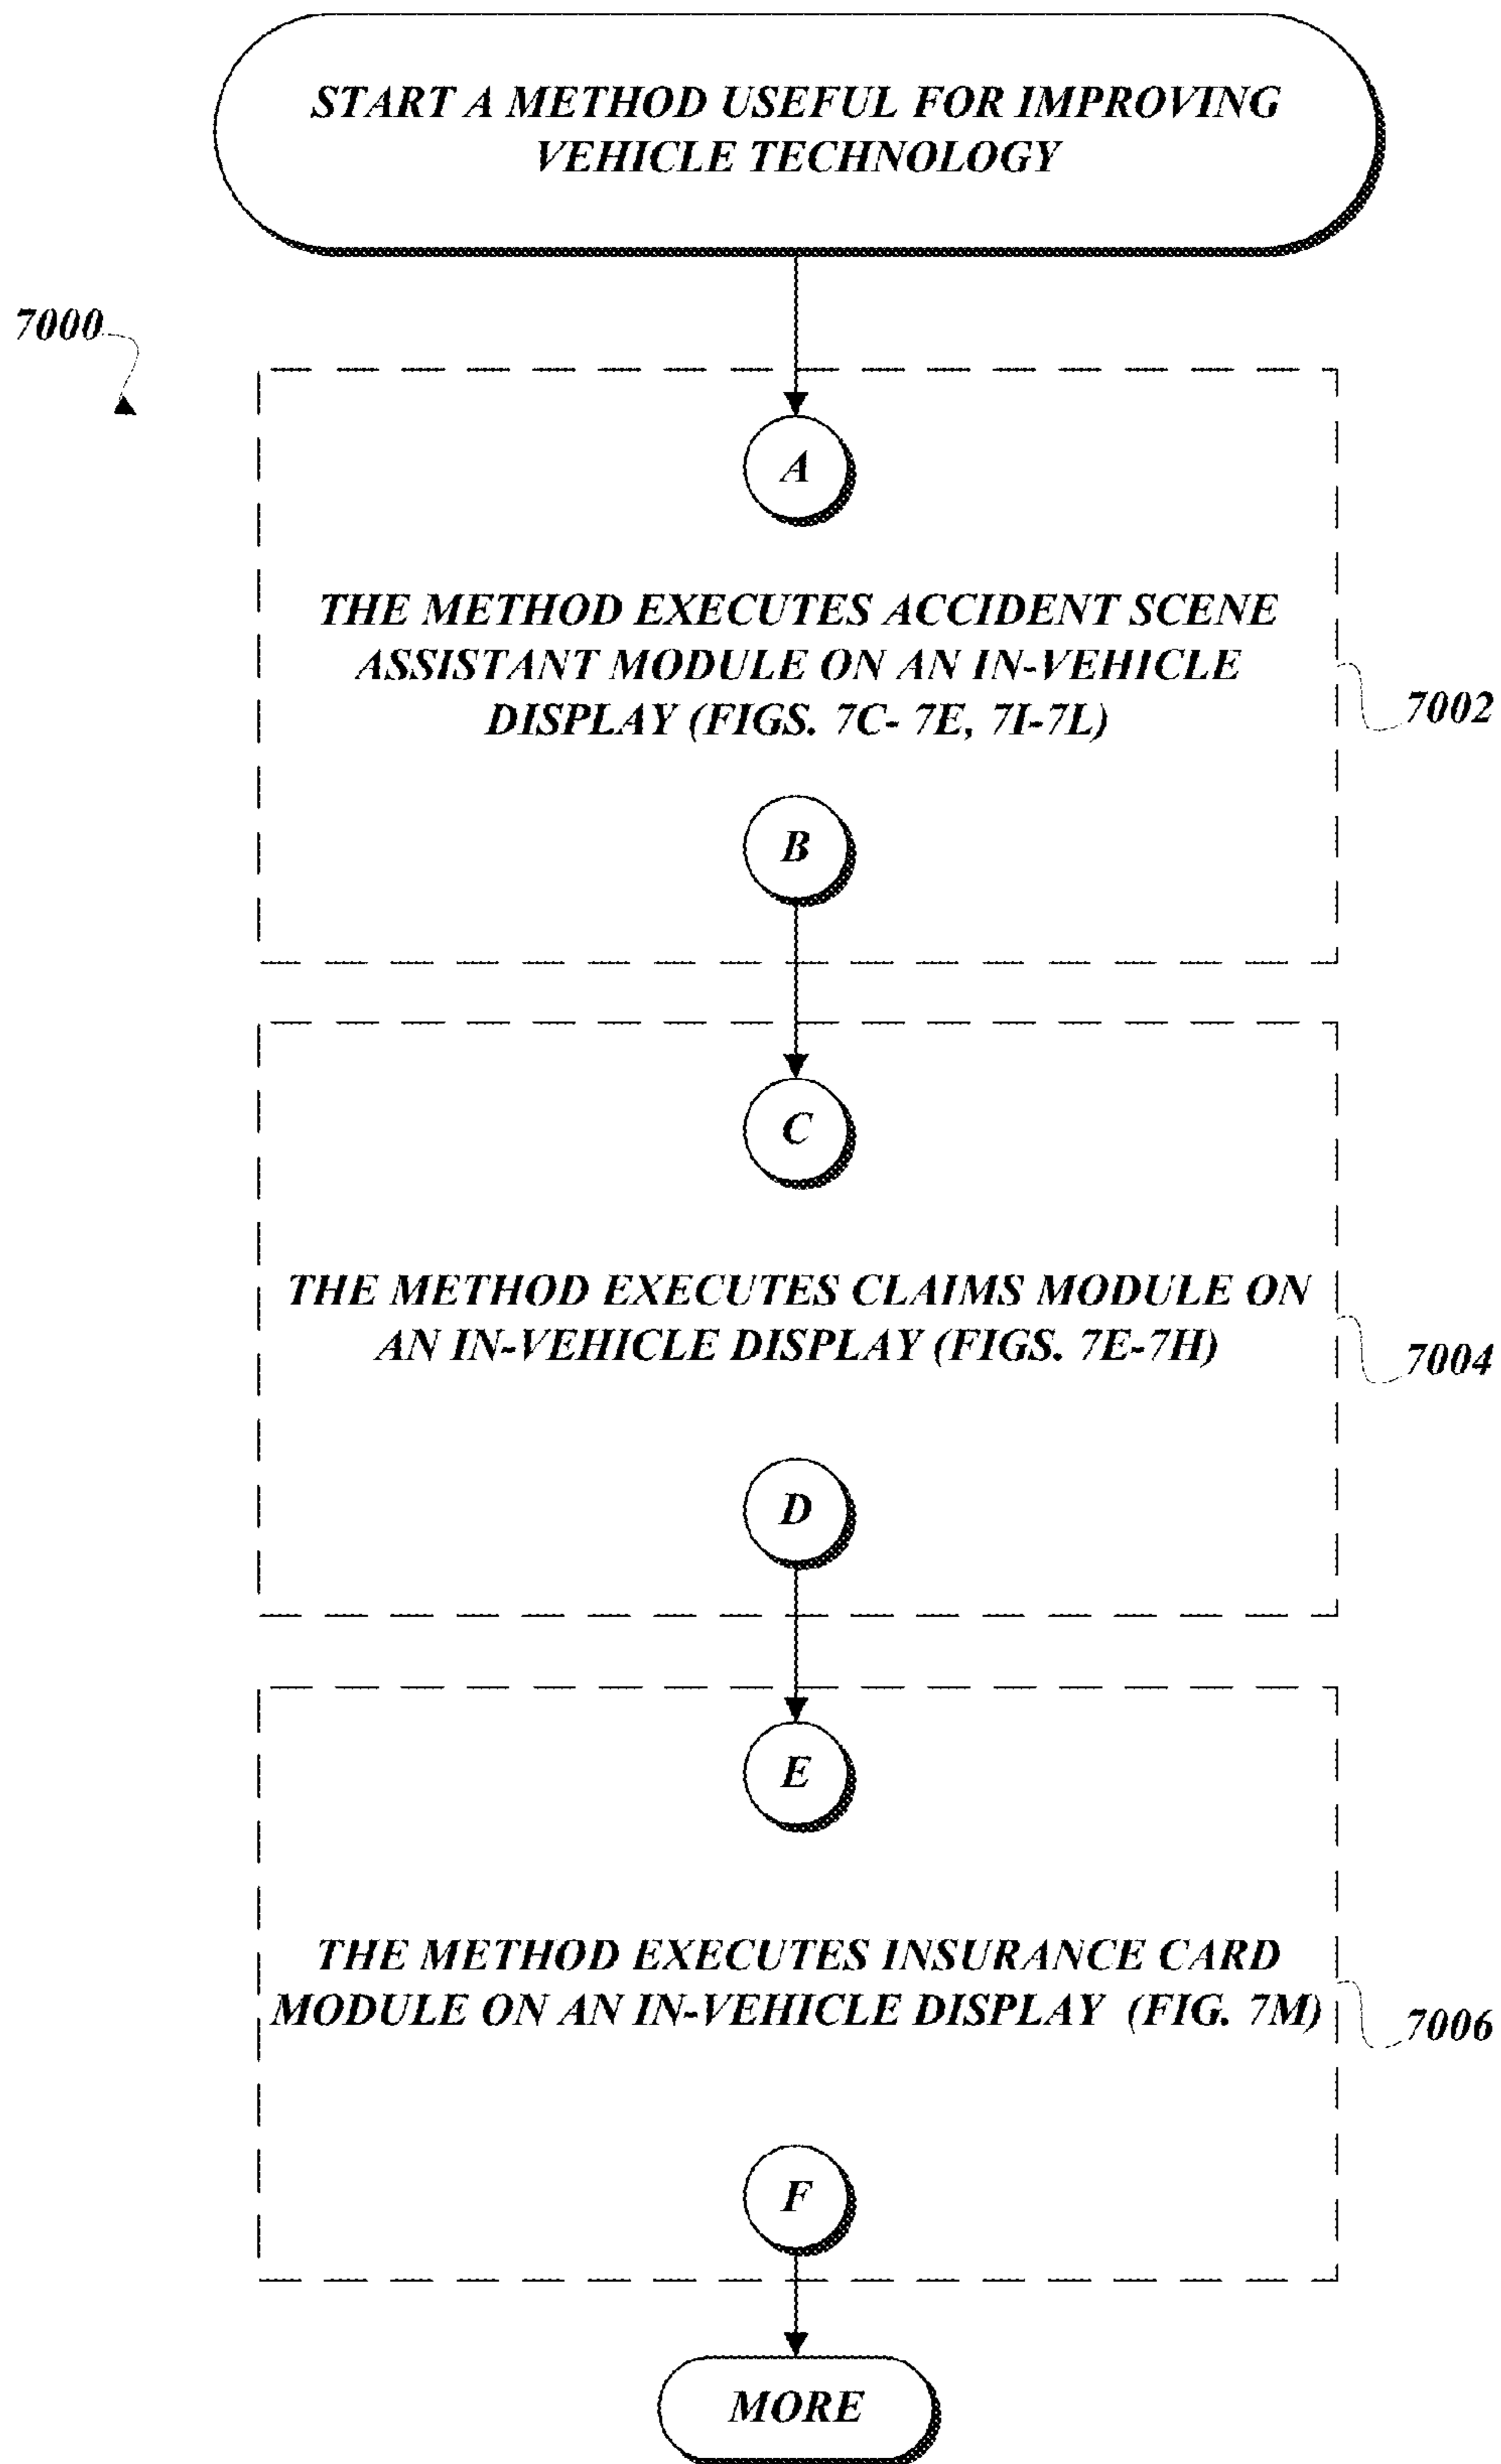 START A METHOD USEFUL FOR IMPROVING
VEHICLE TECHNOLOGY
7000
A
THE METHOD EXECUTES ACCIDENT SCENE
ASSISTANT MODULE ON AN IN-VEHICLE
DISPLAY (FIGS. 7C- 7E, 7I-7L)
7002
B
C
THE METHOD EXECUTES CLAIMS MODULE ON
AN IN-VEHICLE DISPLAY (FIGS. 7E-7H)
7004
D
E
THE METHOD EXECUTES INSURANCE CARD
MODULE ON AN IN-VEHICLE DISPLAY (FIG. 7M)
7006
F
MORE